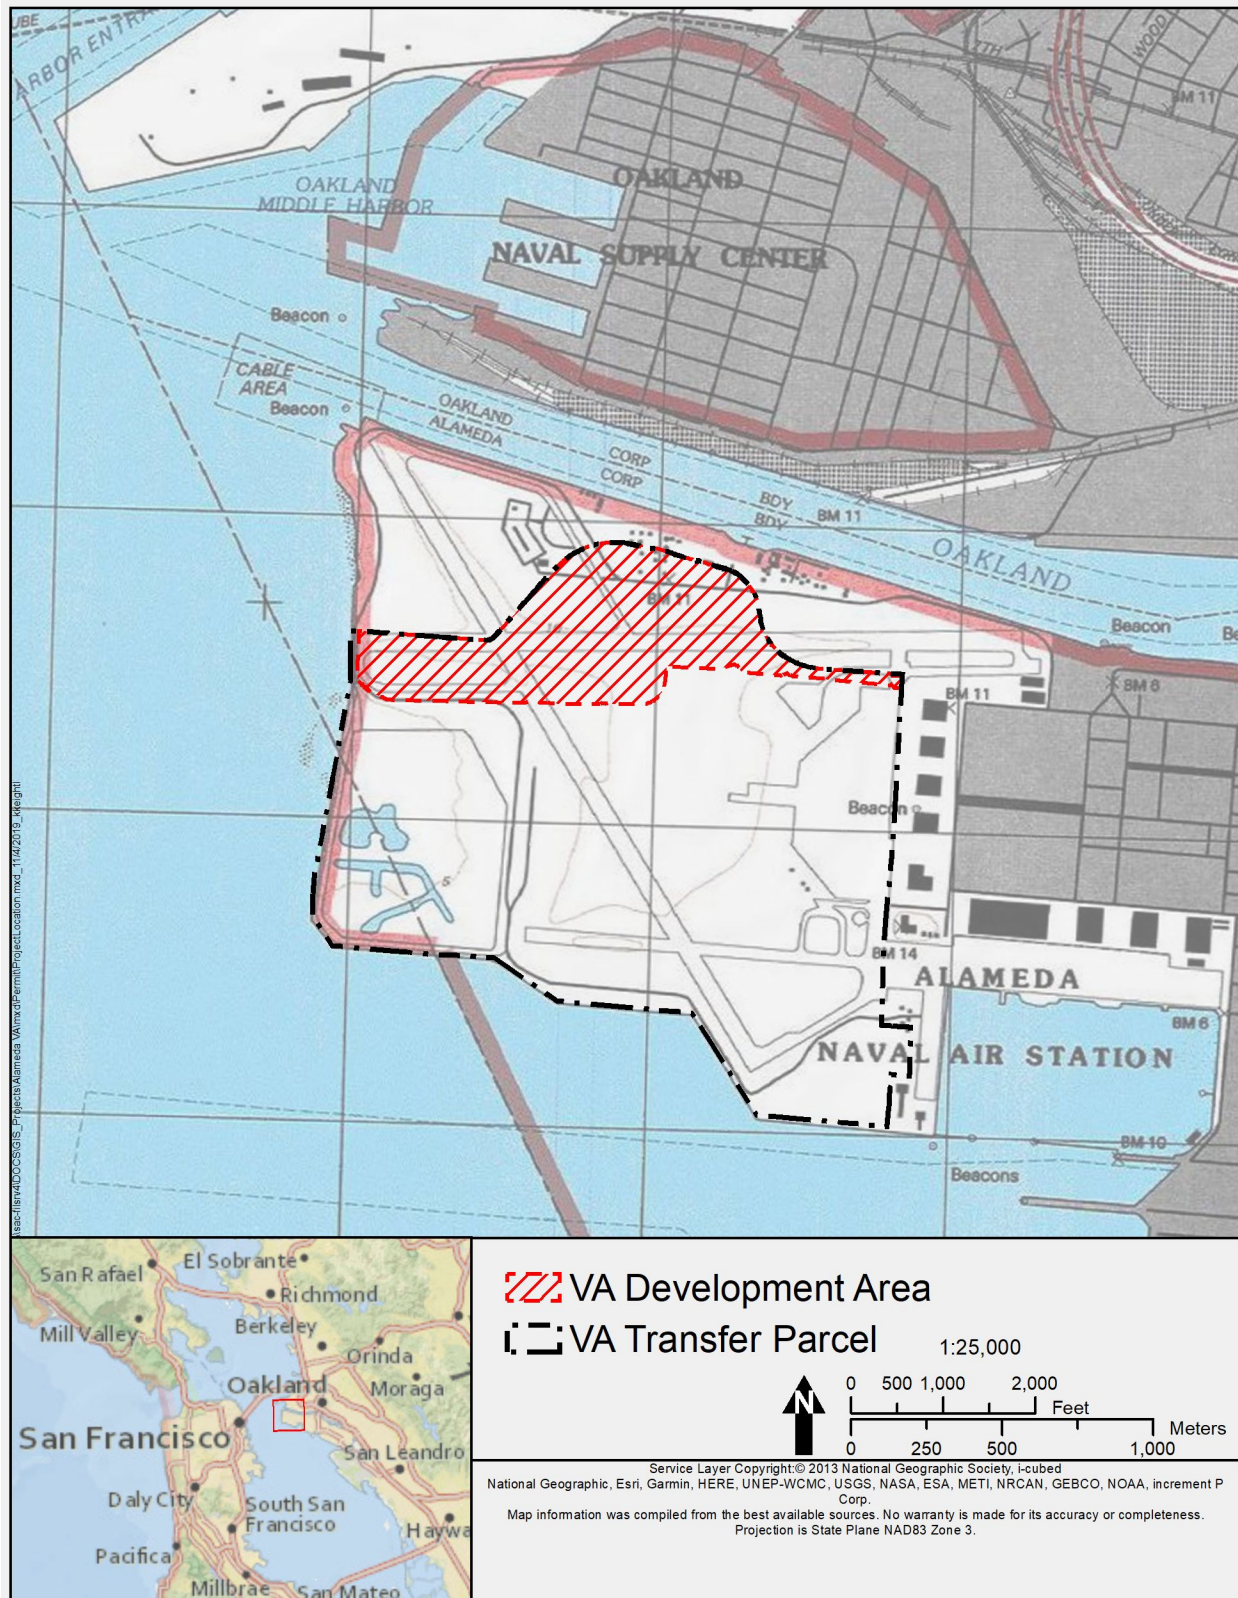 UBE
ARBOR ENTRA
7TH
WOOD
BM 11
OAKLAND
MIDDLE HARBOR
OAKLAND
NAVAL SUPPLY CENTER
Beacon
CABLE
AREA
Beacon
OAKLAND
ALAMEDA
CORP
CORP
BDY
BDY
BM 11
OAKLAND
BM 11
10
Beacon
Be
BM 6
BM 11
Beacon
5
BM 14
ALAMEDA
BM 6
NAVAL AIR STATION
BM 10
Beacons
San Rafael
El Sobrante
Richmond
Mill Valley
Berkeley
Orinda
Oakland
Moraga
San Francisco
San Leandro
Daly City
South San
Francisco
Haywa
Pacifica
Millbrae
San Mateo
VA Development Area
VA Transfer Parcel
1:25,000
N
0 500 1,000 2,000
Feet
Meters
0 250 500 1,000
Service Layer Copyright:© 2013 National Geographic Society, i-cubed
National Geographic, Esri, Garmin, HERE, UNEP-WCMC, USGS, NASA, ESA, METI, NRCAN, GEBCO, NOAA, increment P
Corp.
Map information was compiled from the best available sources. No warranty is made for its accuracy or completeness.
Projection is State Plane NAD83 Zone 3.